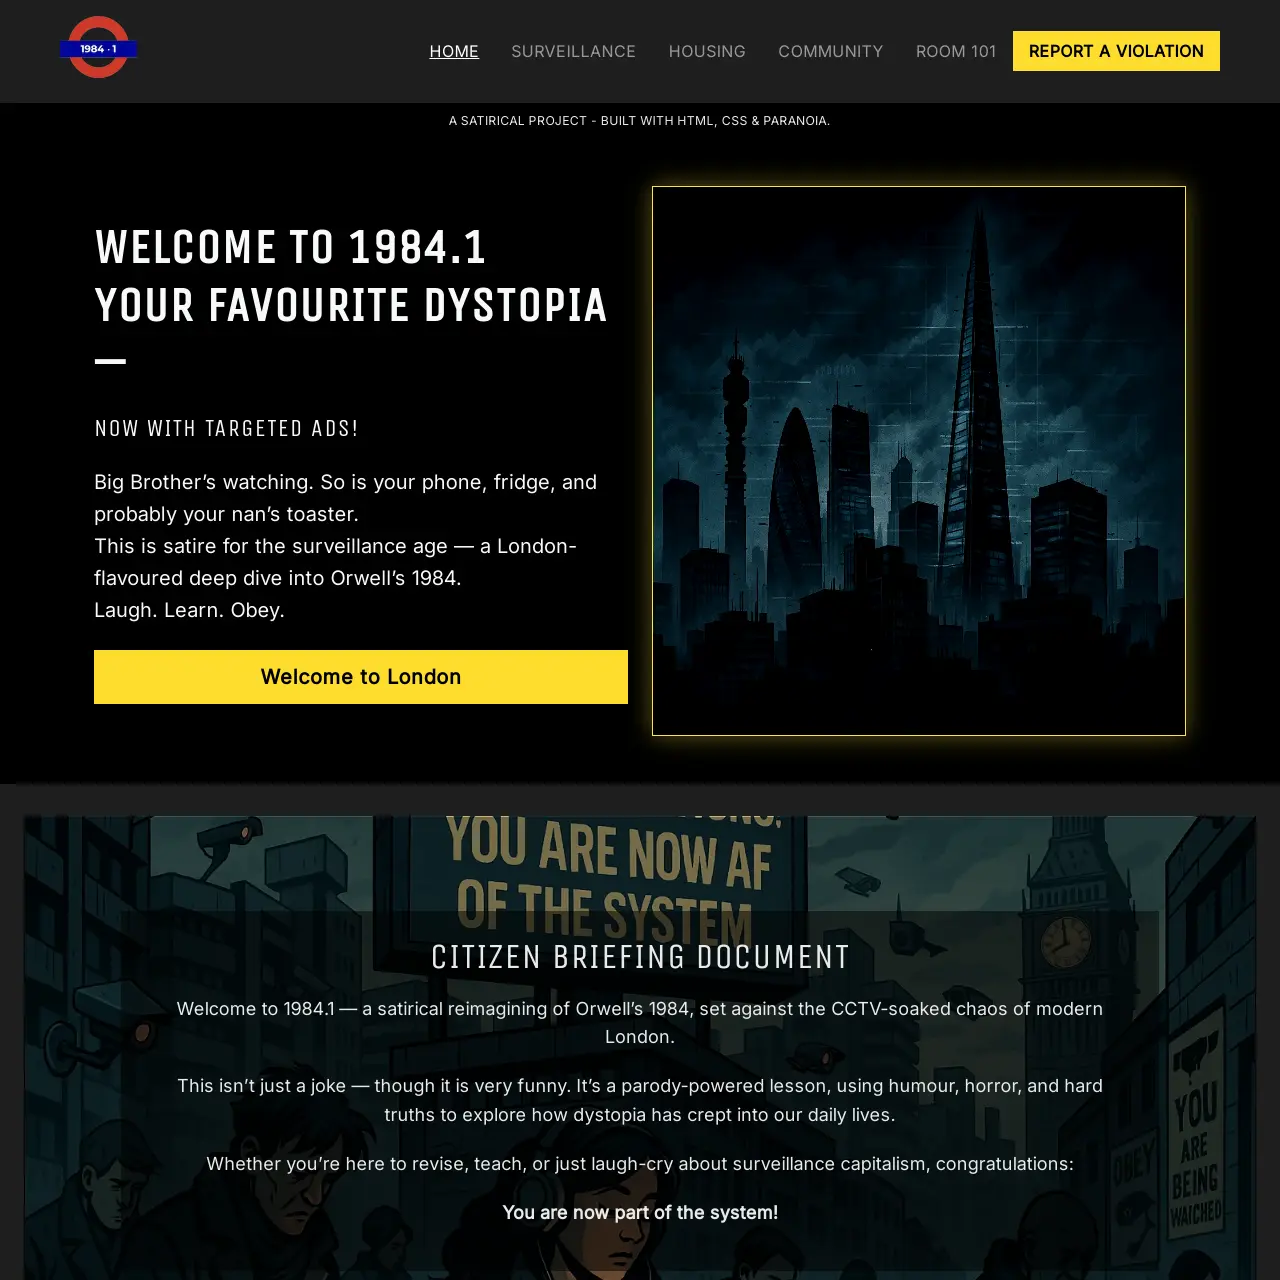 1984 · 1
HOME SURVEILLANCE HOUSING COMMUNITY ROOM 101 REPORT A VIOLATION
A SATIRICAL PROJECT - BUILT WITH HTML, CSS & PARANOIA.
WELCOME TO 1984.1
YOUR FAVOURITE DYSTOPIA
—
NOW WITH TARGETED ADS!
Big Brother’s watching. So is your phone, fridge, and
probably your nan’s toaster.
This is satire for the surveillance age — a London-
flavoured deep dive into Orwell’s 1984.
Laugh. Learn. Obey.
Welcome to London
YOU ARE NOW AF
OF THE SYSTEM
CITIZEN BRIEFING DOCUMENT
Welcome to 1984.1 — a satirical reimagining of Orwell’s 1984, set against the CCTV-soaked chaos of modern
London.
This isn’t just a joke — though it is very funny. It’s a parody-powered lesson, using humour, horror, and hard
truths to explore how dystopia has crept into our daily lives.
Whether you’re here to revise, teach, or just laugh-cry about surveillance capitalism, congratulations:
You are now part of the system!
OBEY
YOU
ARE
BEING
WAICHED